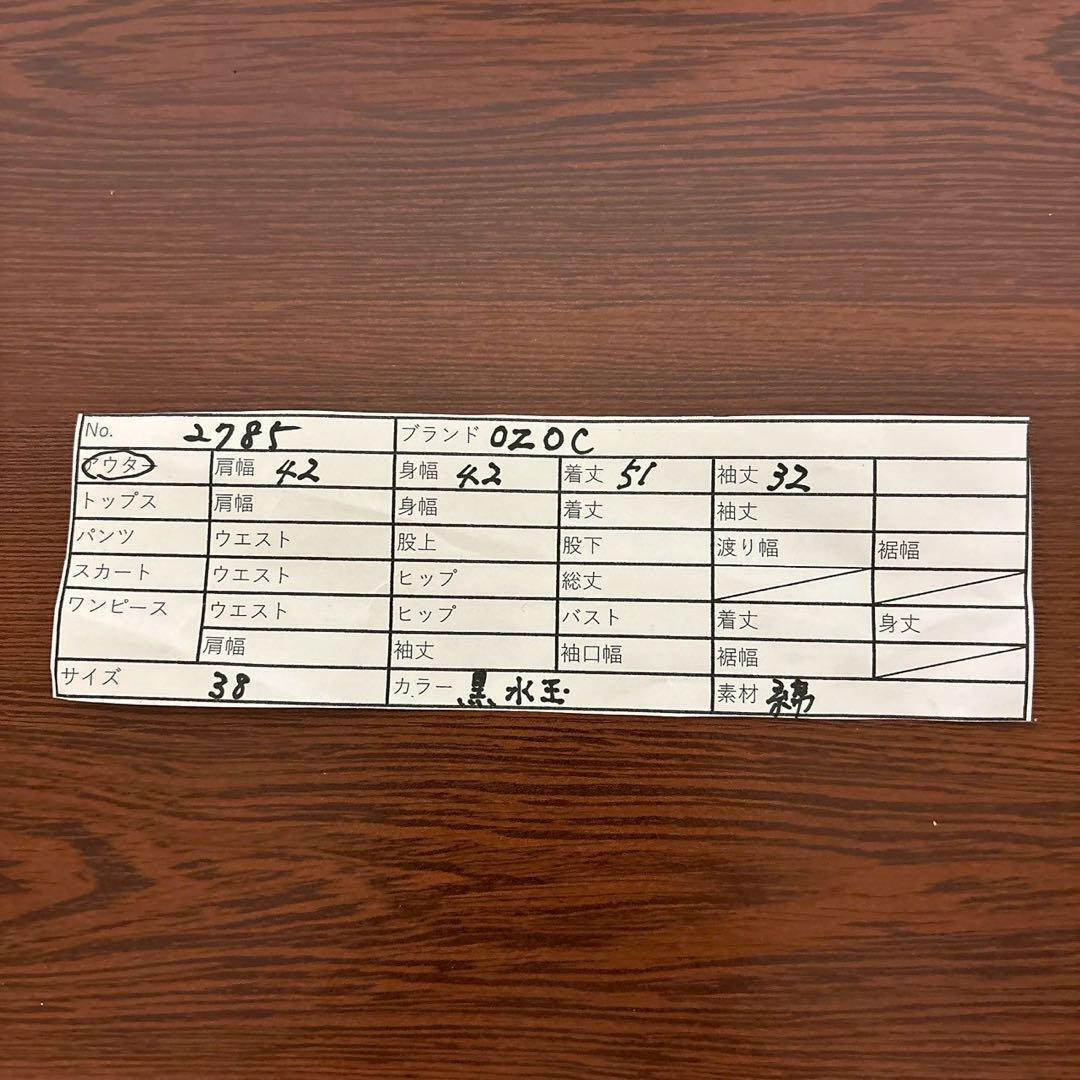 No. 2785 ブランド OZOC
アウター 肩幅 42 身幅 42 着丈 51 袖丈 32
トップス 肩幅 身幅 着丈 袖丈
パンツ ウエスト 股上 股下 渡り幅 裾幅
スカート ウエスト ヒップ 総丈
ワンピース ウエスト ヒップ バスト 着丈 身丈
肩幅 袖丈 袖口幅 裾幅
サイズ 38 カラー 黒 水玉 素材 綿